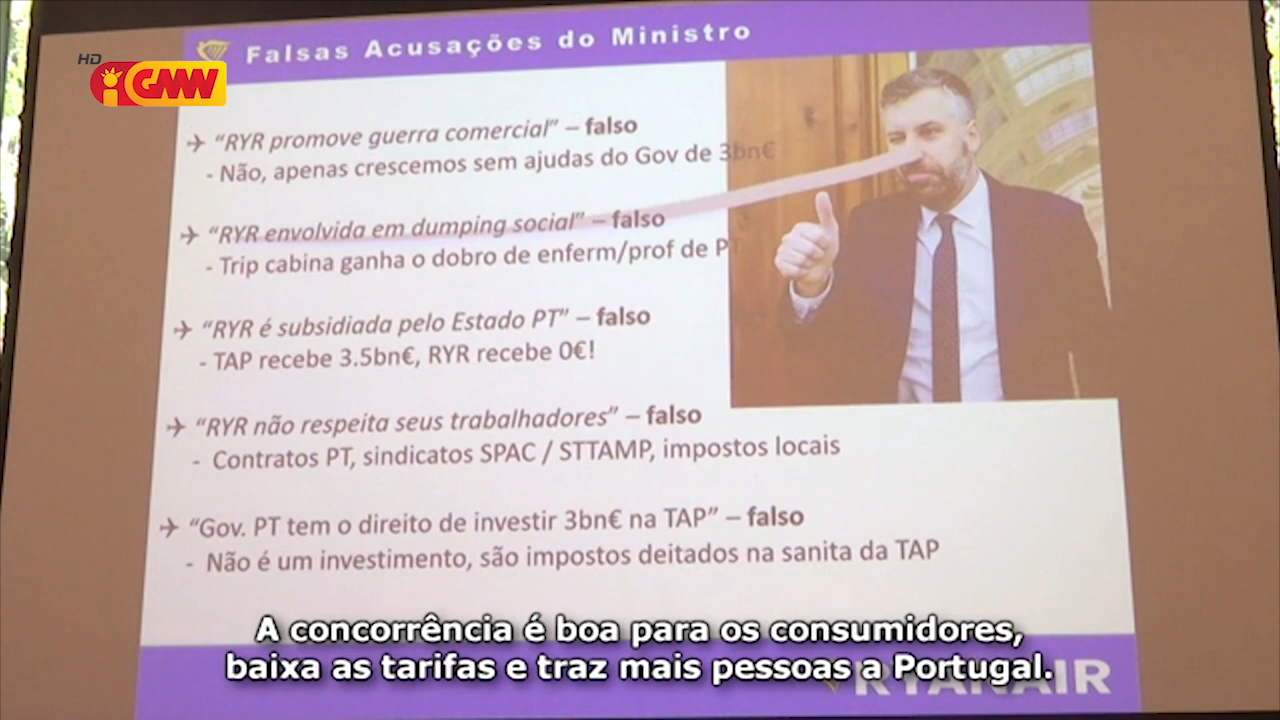 HD
iGMW
Falsas Acusações do Ministro
“RYR promove guerra comercial” – falso
- Não, apenas crescemos sem ajudas do Gov de 3bn€
“RYR envolvida em dumping social” – falso
- Trip cabina ganha o dobro de enferm/prof de PT
“RYR é subsidiada pelo Estado PT” – falso
- TAP recebe 3.5bn€, RYR recebe 0€!
“RYR não respeita seus trabalhadores” – falso
- Contratos PT, sindicatos SPAC / STTAMP, impostos locais
“Gov. PT tem o direito de investir 3bn€ na TAP” – falso
- Não é um investimento, são impostos deitados na sanita da TAP
A concorrência é boa para os consumidores,
baixa as tarifas e traz mais pessoas a Portugal.
RYANAIR